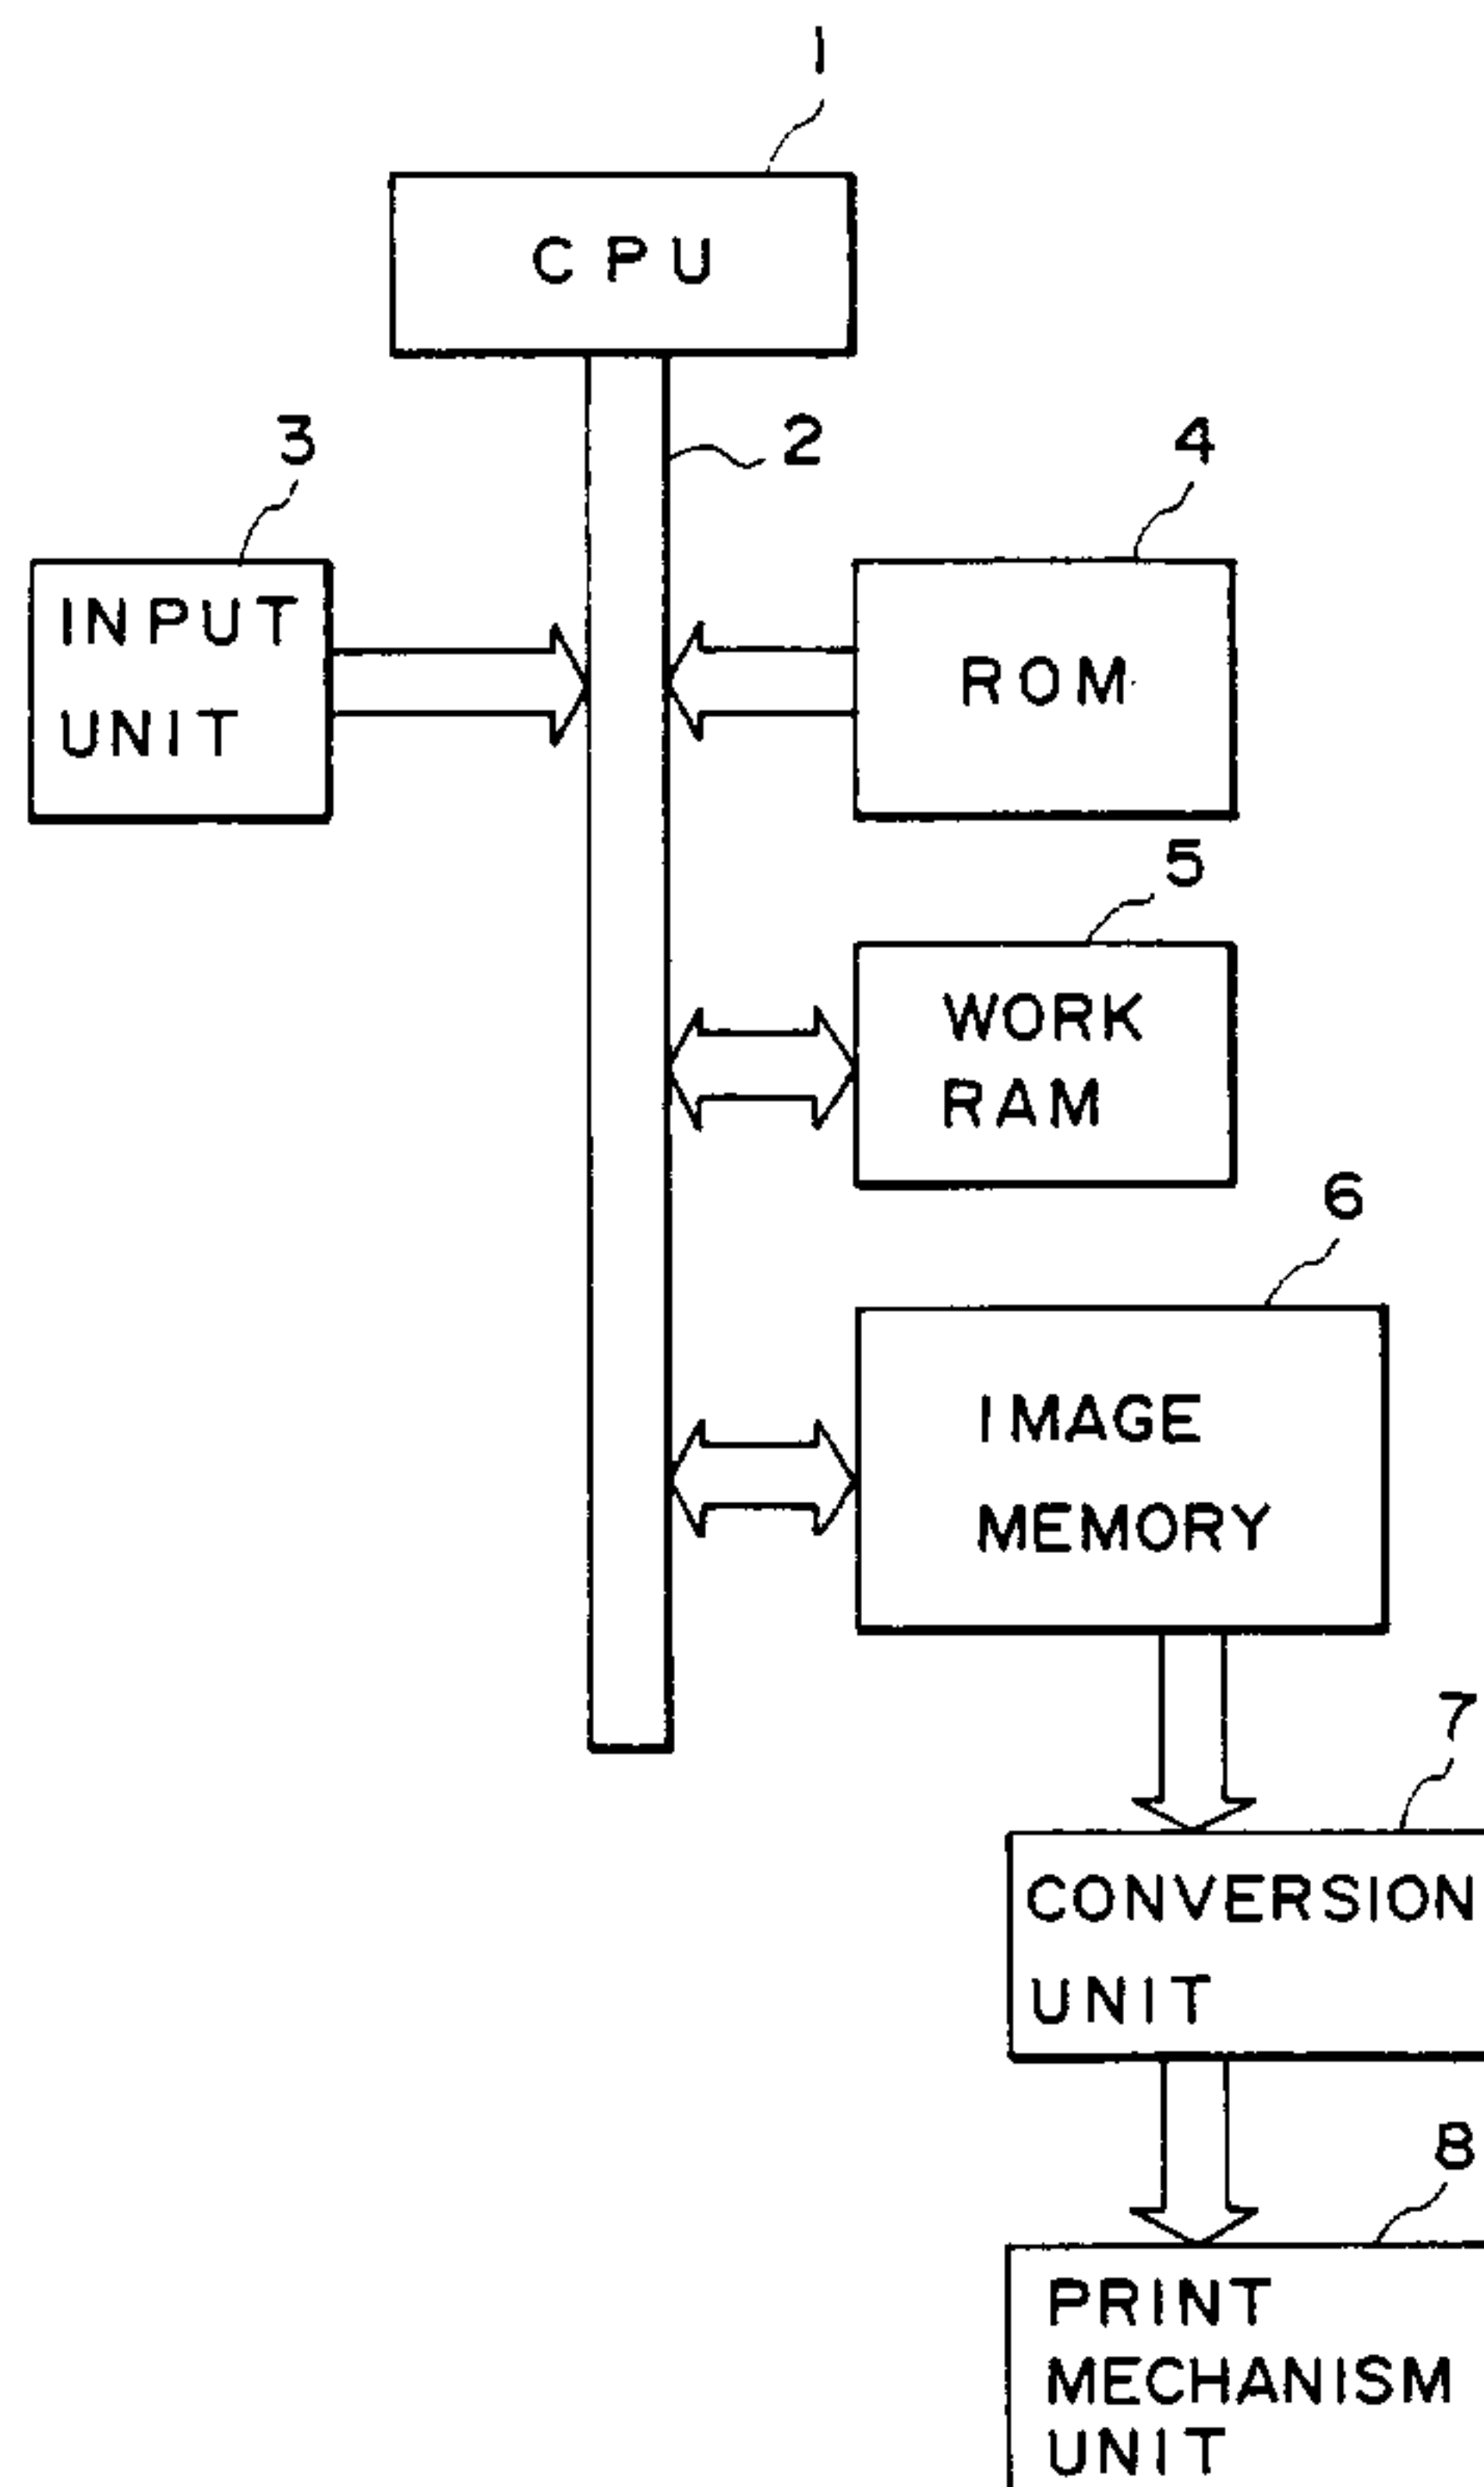 1
CPU
2
3
INPUT
UNIT
4
ROM
5
WORK
RAM
6
IMAGE
MEMORY
7
CONVERSION
UNIT
8
PRINT
MECHANISM
UNIT